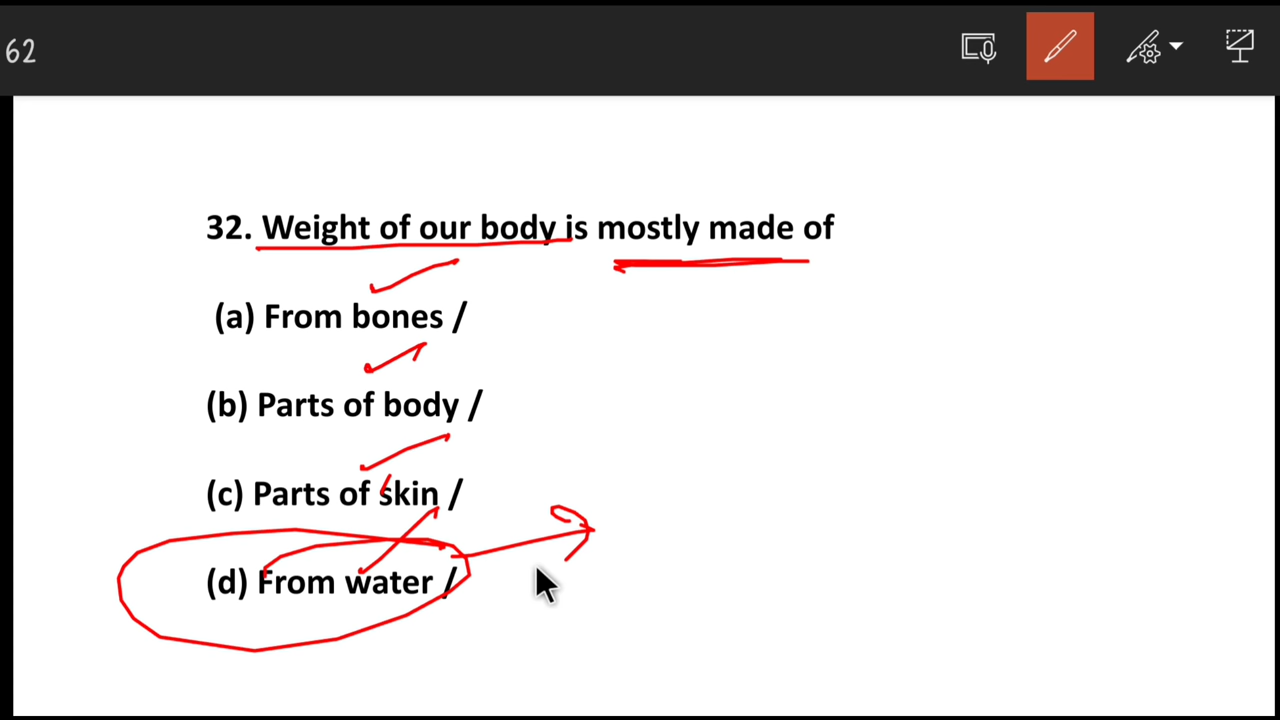 62
32. Weight of our body is mostly made of
(a) From bones /
(b) Parts of body /
(c) Parts of skin /
(d) From water /